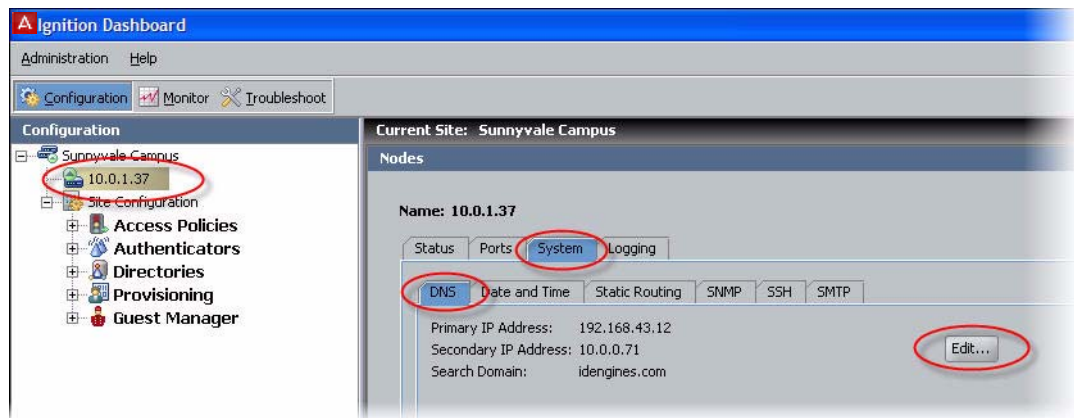 A Ignition Dashboard
Administration Help
Configuration Monitor Troubleshoot
Configuration
Sunnyvale Campus
10.0.1.37
Site Configuration
Access Policies
Authenticators
Directories
Provisioning
Guest Manager
Current Site: Sunnyvale Campus
Nodes
Name: 10.0.1.37
Status Ports System Logging
DNS Date and Time Static Routing SNMP SSH SMTP
Primary IP Address: 192.168.43.12
Secondary IP Address: 10.0.0.71
Search Domain: idengines.com
Edit...